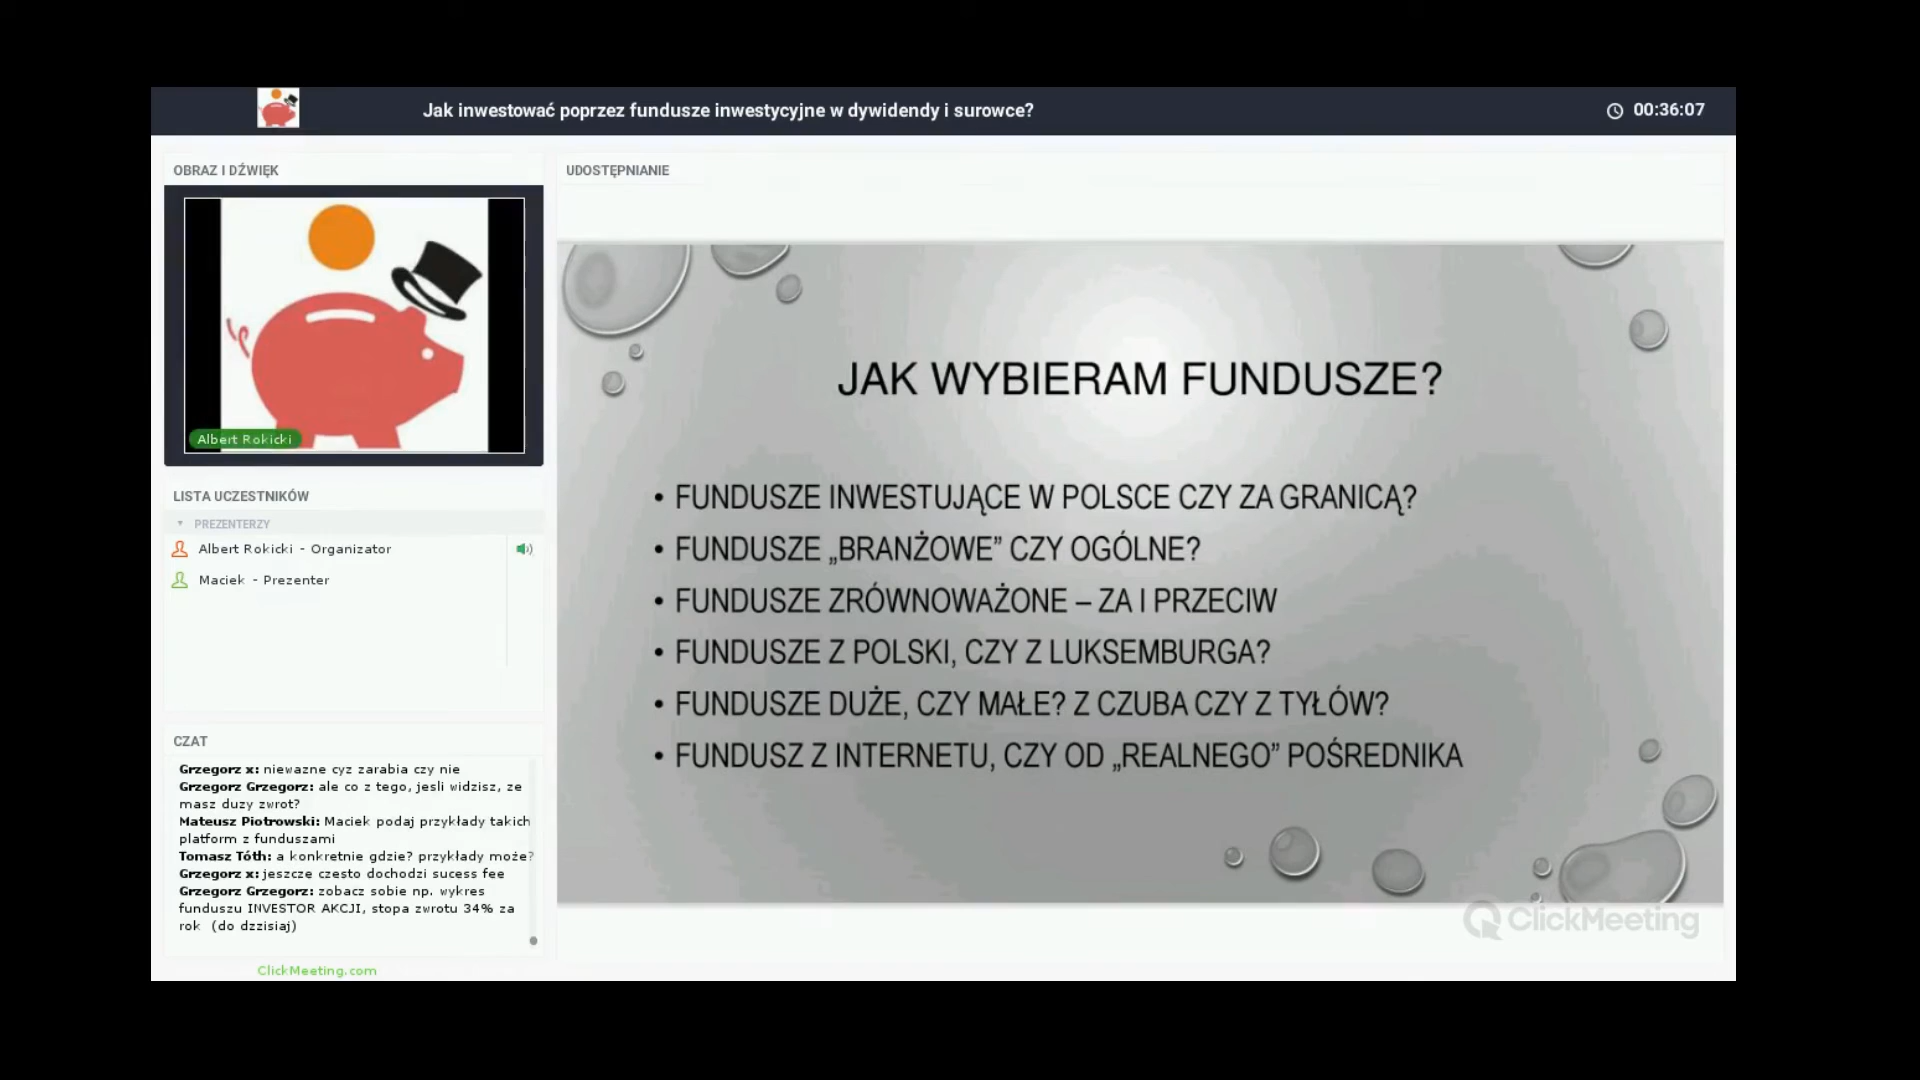 Jak inwestować poprzez fundusze inwestycyjne w dywidendy i surowce?
00:36:07
OBRAZ I DŹWIĘK
Albert Rokicki
LISTA UCZESTNIKÓW
PREZENTERZY
Albert Rokicki - Organizator
Maciek - Prezenter
CZAT
Grzegorz x: niewazne cyz zarabia czy nie
Grzegorz Grzegorz: ale co z tego, jesli widzisz, ze
masz duzy zwrot?
Mateusz Piotrowski: Maciek podaj przykłady takich
platform z funduszami
Tomasz Tóth: a konkretnie gdzie? przykłady może?
Grzegorz x: jeszcze czesto dochodzi sucess fee
Grzegorz Grzegorz: zobacz sobie np. wykres
funduszu INVESTOR AKCJI, stopa zwrotu 34% za
rok (do dzzisiaj)
ClickMeeting.com
UDOSTĘPNIANIE
JAK WYBIERAM FUNDUSZE?
• FUNDUSZE INWESTUJĄCE W POLSCE CZY ZA GRANICĄ?
• FUNDUSZE „BRANŻOWE” CZY OGÓLNE?
• FUNDUSZE ZRÓWNOWAŻONE – ZA I PRZECIW
• FUNDUSZE Z POLSKI, CZY Z LUKSEMBURGA?
• FUNDUSZE DUŻE, CZY MAŁE? Z CZUBA CZY Z TYŁÓW?
• FUNDUSZ Z INTERNETU, CZY OD „REALNEGO” POŚREDNIKA
ClickMeeting